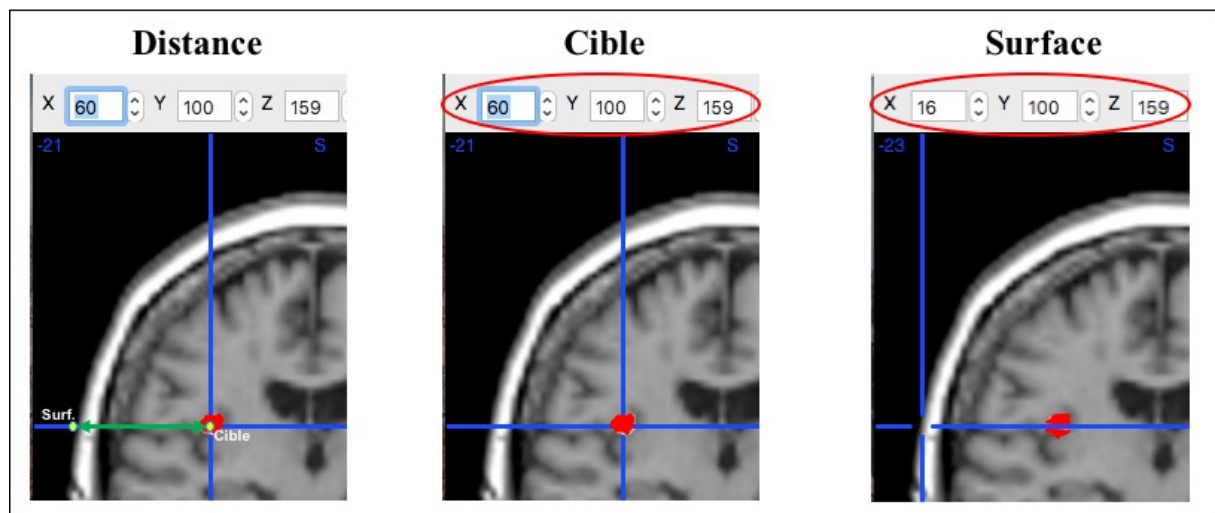 Distance
Cible
Surface
X 60 Y 100 Z 159
X 60 Y 100 Z 159
X 16 Y 100 Z 159
-21 S
-21 S
-23 S
Surf.
Cible